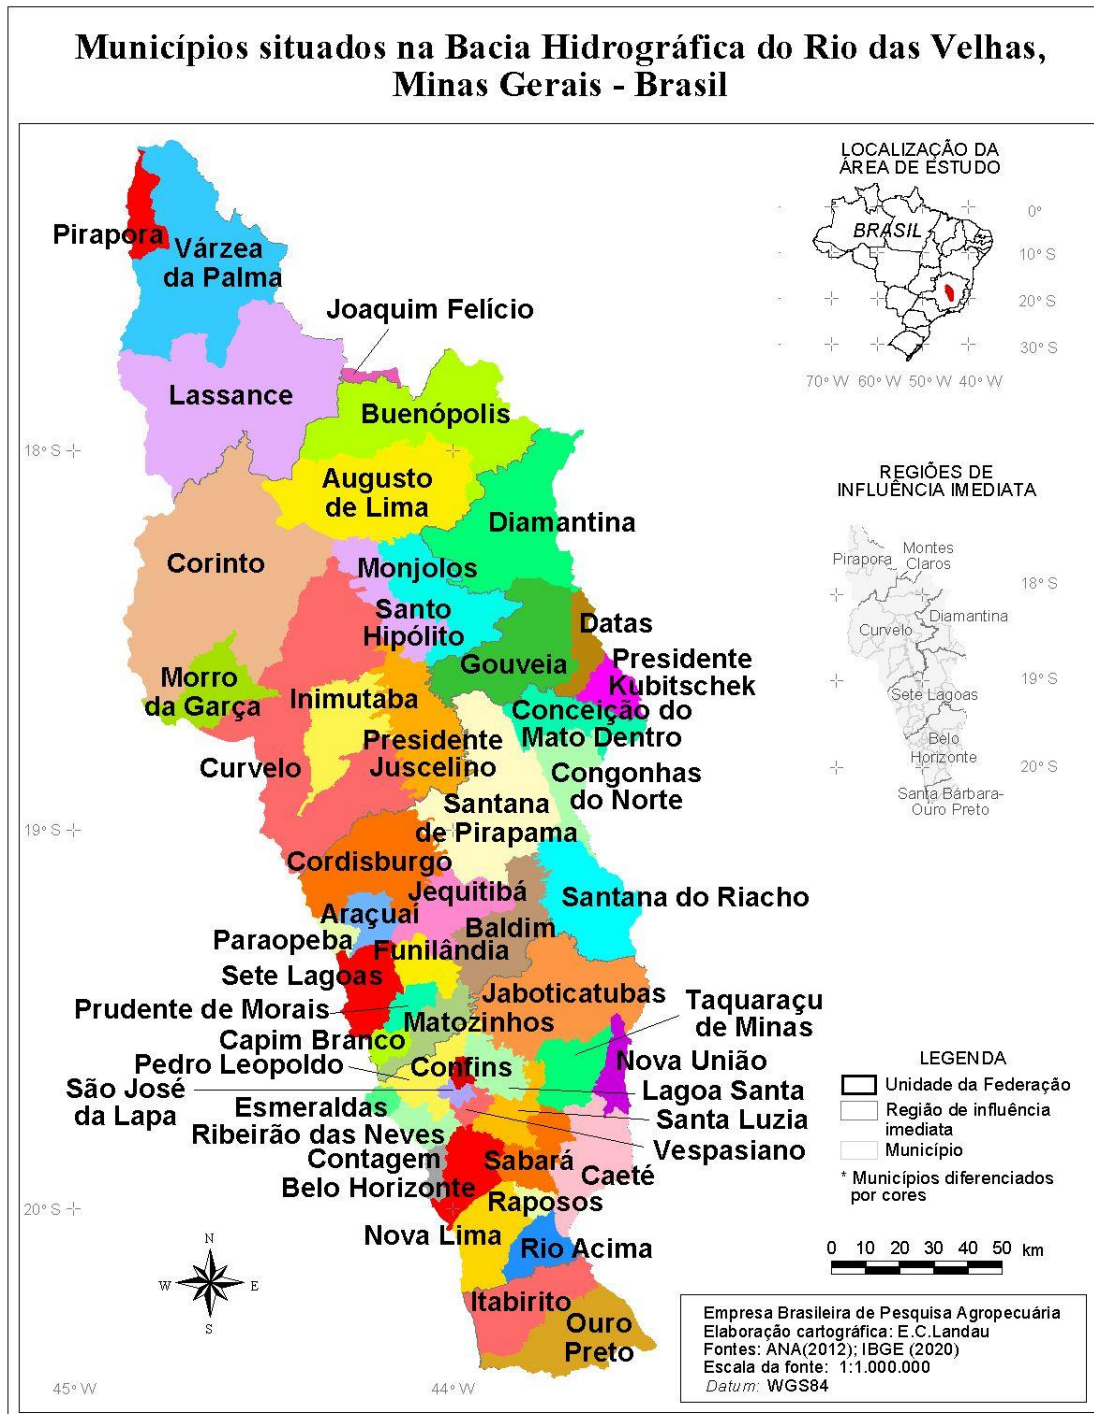 Municípios situados na Bacia Hidrográfica do Rio das Velhas,
Minas Gerais - Brasil
LOCALIZAÇÃO DA
ÁREA DE ESTUDO
BRASIL
0°
10° S
20° S
30° S
70° W 60° W 50° W 40° W
Pirapora
Várzea
da Palma
Joaquim Felício
Lassance
Buenópolis
18° S
Augusto
de Lima
Diamantina
Corinto
Monjolos
Santo
Hipólito
Datas
Gouveia
Presidente
Kubitschek
Morro
da Garça
Inimutaba
Conceição do
Mato Dentro
Presidente
Juscelino
Curvelo
Congonhas
do Norte
Santana
de Pirapama
19° S
Cordisburgo
Jequitibá
Santana do Riacho
Araçuaí
Baldim
Paraopeba
Funilândia
Sete Lagoas
Jaboticatubas
Prudente de Morais
Matozinhos
Taquaraçu
de Minas
Capim Branco
Pedro Leopoldo
Confins
Nova União
São José
da Lapa
Lagoa Santa
Esmeraldas
Santa Luzia
Ribeirão das Neves
Vespasiano
Contagem
Sabará
Caeté
Belo Horizonte
Raposos
20° S
Nova Lima
Rio Acima
Itabirito
Ouro
Preto
45° W
44° W
N
W
E
S
REGIÕES DE
INFLUÊNCIA IMEDIATA
Pirapora
Montes
Claros
18° S
Diamantina
Curvelo
19° S
Sete Lagoas
Belo
Horizonte
20° S
Santa Bárbara-
Ouro Preto
LEGENDA
Unidade da Federação
Região de influência
imediata
Município
* Municípios diferenciados
por cores
0 10 20 30 40 50 km
Empresa Brasileira de Pesquisa Agropecuária
Elaboração cartográfica: E.C.Landau
Fontes: ANA(2012); IBGE (2020)
Escala da fonte: 1:1.000.000
Datum: WGS84